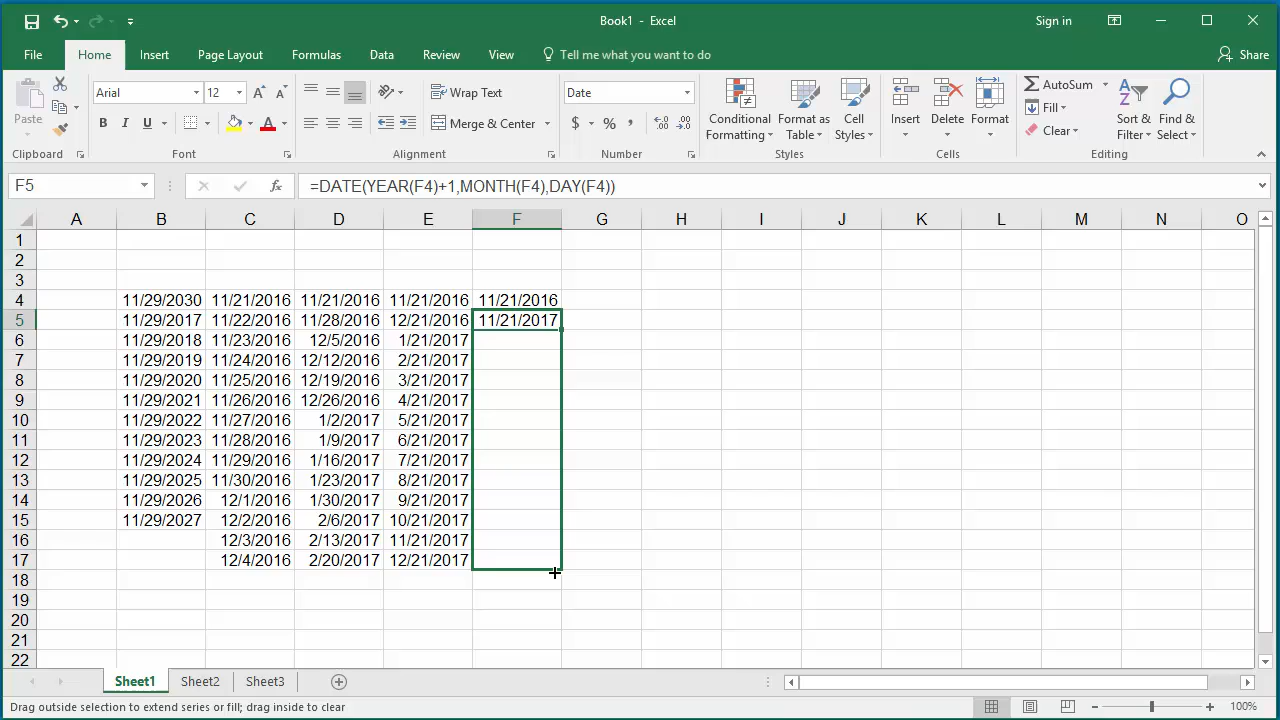 Book1 - Excel
Sign in
File Home Insert Page Layout Formulas Data Review View Tell me what you want to do Share
Paste
Clipboard
Arial 12
B I U A
Font
Wrap Text
Merge & Center
Alignment
Date
$ % ,
Number
Conditional Formatting
Format as Table
Cell Styles
Styles
Insert
Delete
Format
Cells
AutoSum
Fill
Clear
Sort & Filter
Find & Select
Editing
F5 fx =DATE(YEAR(F4)+1,MONTH(F4),DAY(F4))
A B C D E F G H I J K L M N O
1
2
3
4 11/29/2030 11/21/2016 11/21/2016 11/21/2016 11/21/2016
5 11/29/2017 11/22/2016 11/28/2016 12/21/2016 11/21/2017
6 11/29/2018 11/23/2016 12/5/2016 1/21/2017
7 11/29/2019 11/24/2016 12/12/2016 2/21/2017
8 11/29/2020 11/25/2016 12/19/2016 3/21/2017
9 11/29/2021 11/26/2016 12/26/2016 4/21/2017
10 11/29/2022 11/27/2016 1/2/2017 5/21/2017
11 11/29/2023 11/28/2016 1/9/2017 6/21/2017
12 11/29/2024 11/29/2016 1/16/2017 7/21/2017
13 11/29/2025 11/30/2016 1/23/2017 8/21/2017
14 11/29/2026 12/1/2016 1/30/2017 9/21/2017
15 11/29/2027 12/2/2016 2/6/2017 10/21/2017
16 12/3/2016 2/13/2017 11/21/2017
17 12/4/2016 2/20/2017 12/21/2017
18
19
20
21
22
Sheet1 Sheet2 Sheet3
Drag outside selection to extend series or fill; drag inside to clear
100%